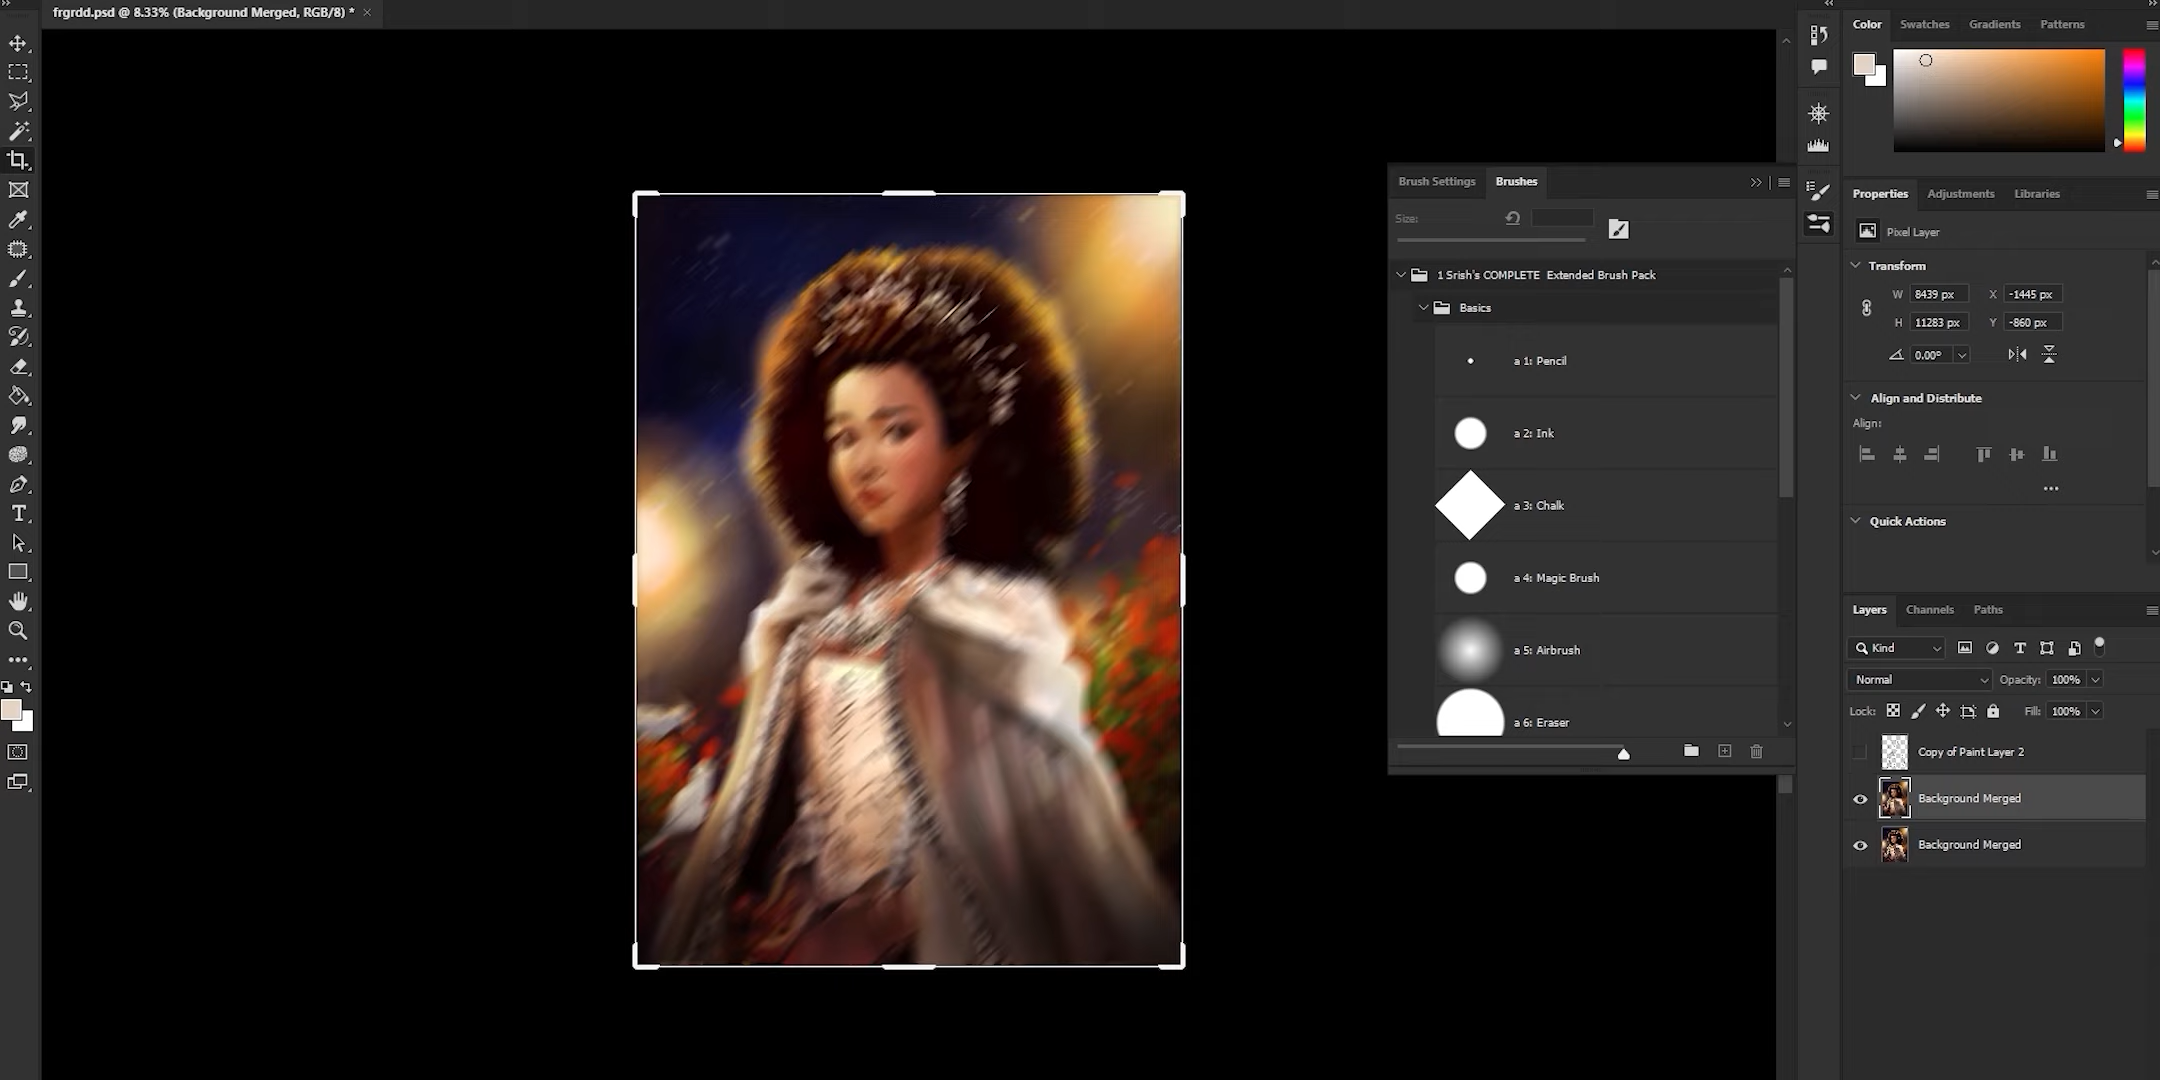 frgrdd.psd @ 8.33% (Background Merged, RGB/8) *
Color Swatches Gradients Patterns
Brush Settings Brushes
Size:
1 Srish's COMPLETE Extended Brush Pack
Basics
a 1: Pencil
a 2: Ink
a 3: Chalk
a 4: Magic Brush
a 5: Airbrush
a 6: Eraser
Properties Adjustments Libraries
Pixel Layer
Transform
W 8439 px X -1445 px
H 11283 px Y -860 px
0.00°
Align and Distribute
Align:
Quick Actions
Layers Channels Paths
Kind
Normal Opacity: 100%
Lock: Fill: 100%
Copy of Paint Layer 2
Background Merged
Background Merged